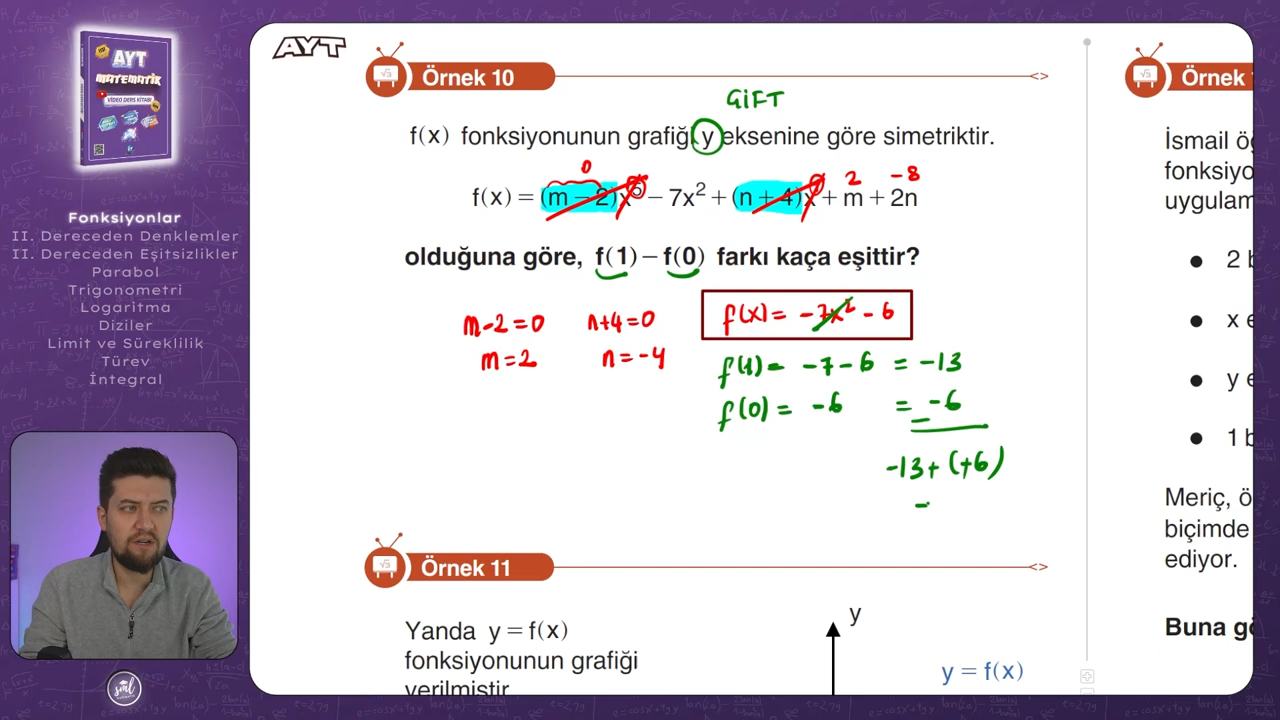 AYT
MATEMATİK
VİDEO DERS KİTABI
Fonksiyonlar
II. Dereceden Denklemler
II. Dereceden Eşitsizlikler
Parabol
Trigonometri
Logaritma
Diziler
Limit ve Süreklilik
Türev
İntegral
sml
AYT
Örnek 10
GİFT
f(x) fonksiyonunun grafiği y eksenine göre simetriktir.
0 0 0 2 -8
f(x) = (m − 2)x³ − 7x² + (n + 4)x + m + 2n
olduğuna göre, f(1) − f(0) farkı kaça eşittir?
m-2=0 n+4=0 f(x) = -7x² - 6
m=2 n=-4
f(1) = -7-6 = -13
f(0) = -6 = -6
-
-13+(+6)
-
Örnek 11
Yanda y = f(x)
fonksiyonunun grafiği
verilmiştir.
y
y = f(x)
Örnek
İsmail öğ
fonksiyo
uygulam
● 2 b
● x e
● y e
● 1 b
Meriç, ö
biçimde
ediyor.
Buna gö